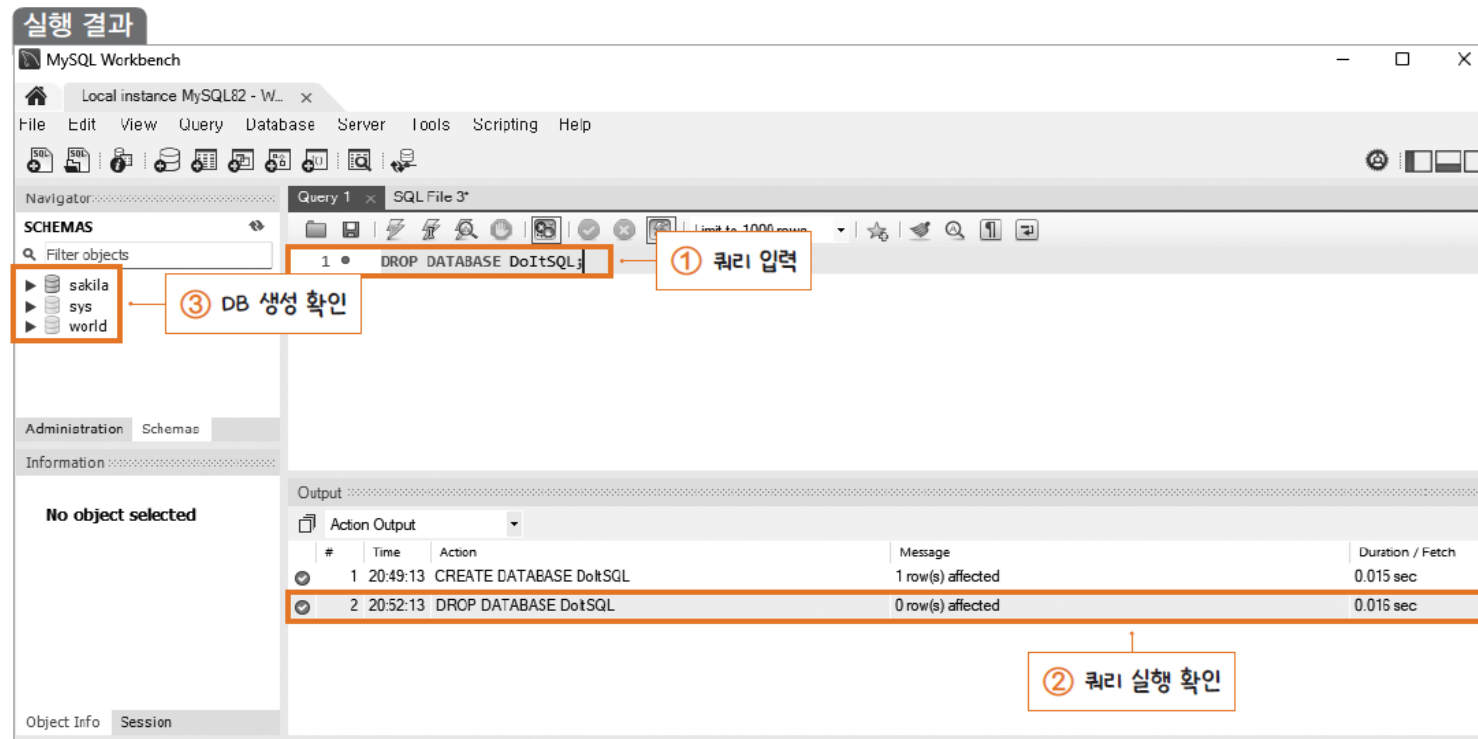 실행 결과
MySQL Workbench
Local instance MySQL82 - W...
File Edit View Query Database Server Tools Scripting Help
Navigator
Query 1 SQL File 3*
SCHEMAS
Filter objects
Limit to 1000 rows
1 DROP DATABASE DoItSQL;
① 쿼리 입력
sakila
sys
world
③ DB 생성 확인
Administration Schemas
Information
No object selected
Output
Action Output
# Time Action Message Duration / Fetch
1 20:49:13 CREATE DATABASE DoItSQL 1 row(s) affected 0.015 sec
2 20:52:13 DROP DATABASE DoItSQL 0 row(s) affected 0.016 sec
② 쿼리 실행 확인
Object Info Session